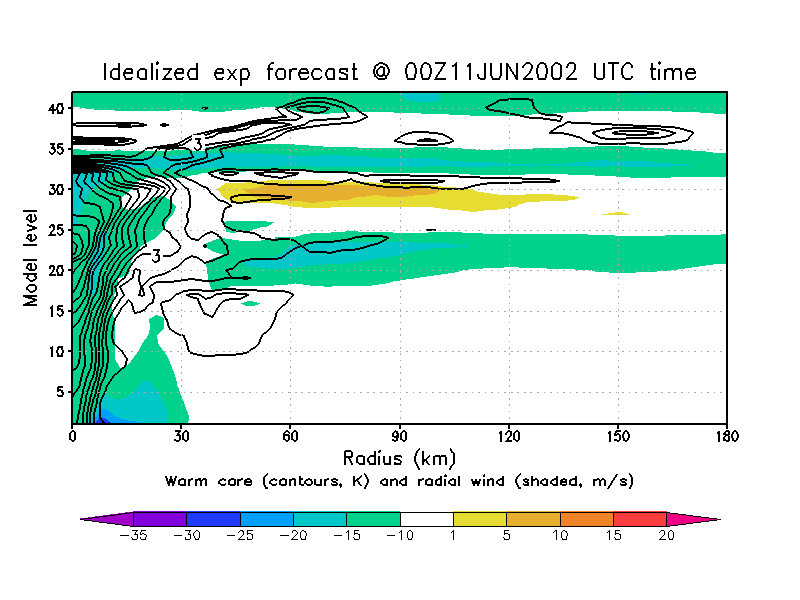 Idealized exp forecast @ 00Z11JUN2002 UTC time
40
35
30
25
20
15
10
5
Model level
3
3
0 30 60 90 120 150 180
Radius (km)
Warm core (contours, K) and radial wind (shaded, m/s)
-35 -30 -25 -20 -15 -10 1 5 10 15 20